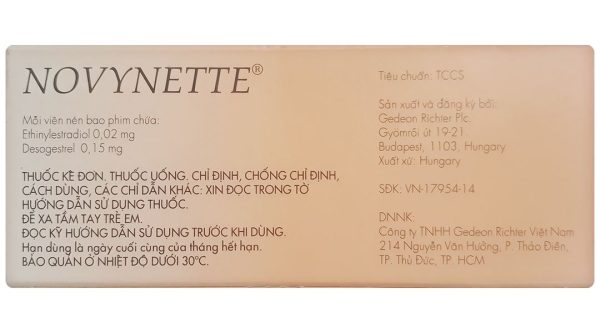 NOVYNETTE®
Mỗi viên nén bao phim chứa:
Ethinylestradiol 0,02 mg
Desogestrel 0,15 mg
THUỐC KÊ ĐƠN. THUỐC UỐNG. CHỈ ĐỊNH, CHỐNG CHỈ ĐỊNH,
CÁCH DÙNG, CÁC CHỈ DẪN KHÁC: XIN ĐỌC TRONG TỜ
HƯỚNG DẪN SỬ DỤNG THUỐC.
ĐỂ XA TẦM TAY TRẺ EM.
ĐỌC KỸ HƯỚNG DẪN SỬ DỤNG TRƯỚC KHI DÙNG.
Hạn dùng là ngày cuối cùng của tháng hết hạn.
BẢO QUẢN Ở NHIỆT ĐỘ DƯỚI 30°C.
Tiêu chuẩn: TCCS
Sản xuất và đăng ký bởi:
Gedeon Richter Plc.
Gyömrői út 19-21.
Budapest, 1103, Hungary
Xuất xứ: Hungary
SĐK: VN-17954-14
DNNK:
Công ty TNHH Gedeon Richter Việt Nam
214 Nguyễn Văn Hưởng, P. Thảo Điền,
TP. Thủ Đức, TP. HCM